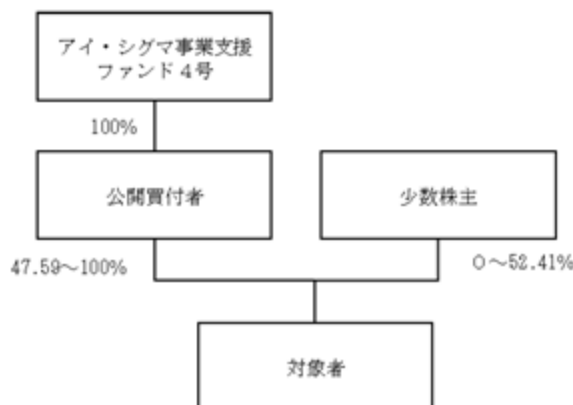 アイ・シグマ事業支援
ファンド4号
100%
公開買付者
少数株主
47.59～100%
0～52.41%
対象者